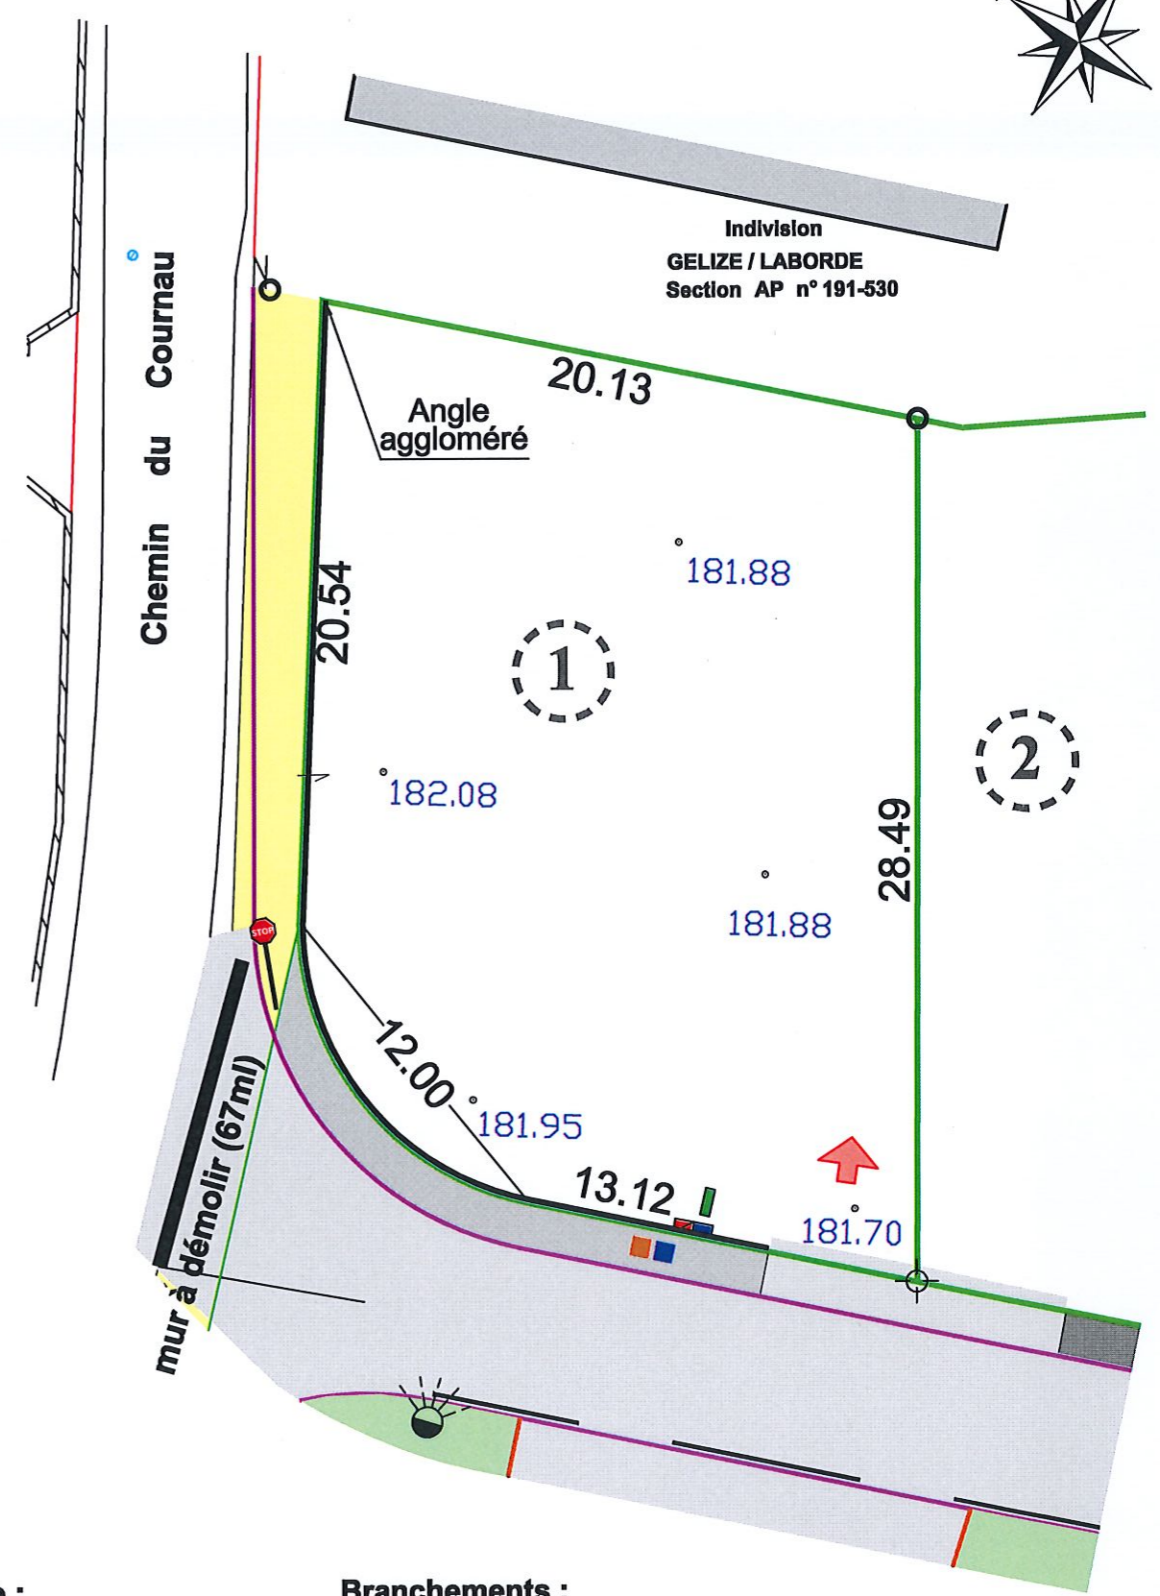 Indivision
GELIZE / LABORDE
Section AP n° 191-530
Chemin du Cournau
20.13
Angle
aggloméré
181.88
20.54
1
2
182.08
28.49
181.88
STOP
12.00
181.95
mur à démolir (67ml)
13.12
181.70
Branchements :